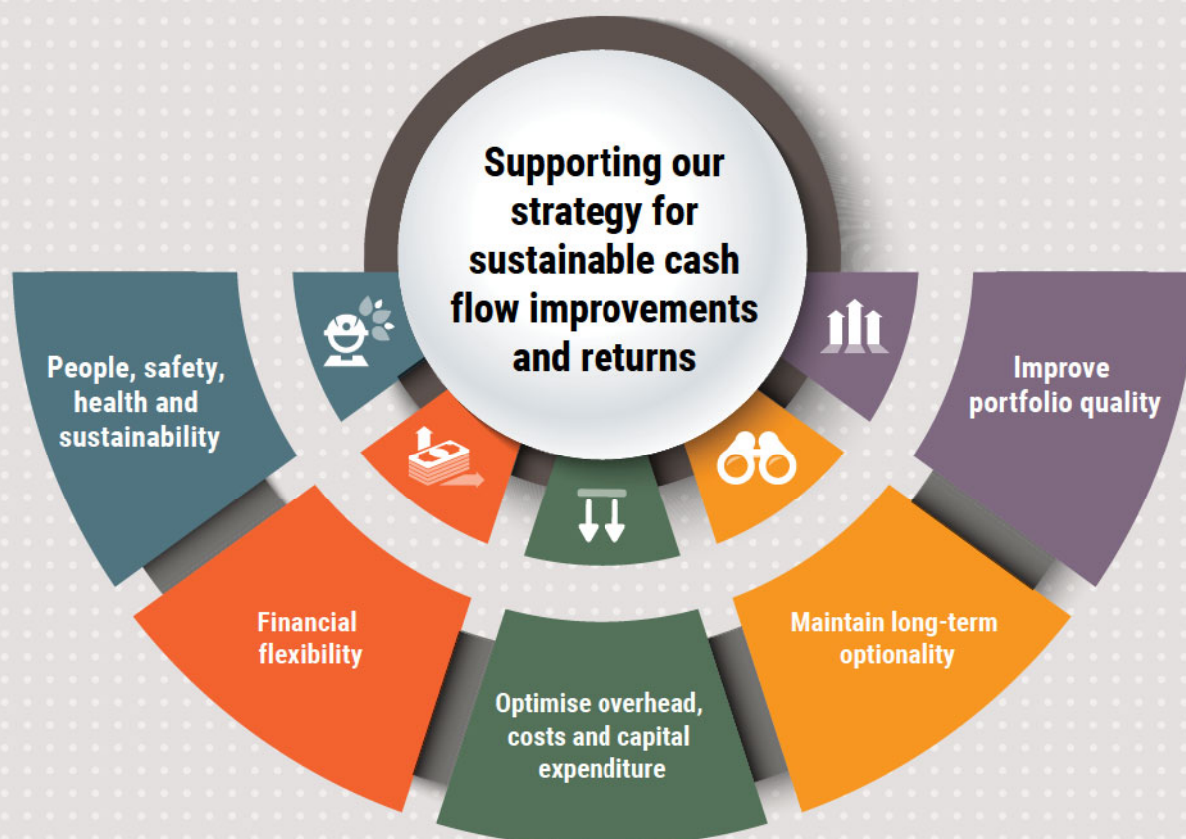 Supporting our
strategy for
sustainable cash
flow improvements
and returns
People, safety,
health and
sustainability
Financial
flexibility
Optimise overhead,
costs and capital
expenditure
Maintain long-term
optionality
Improve
portfolio quality